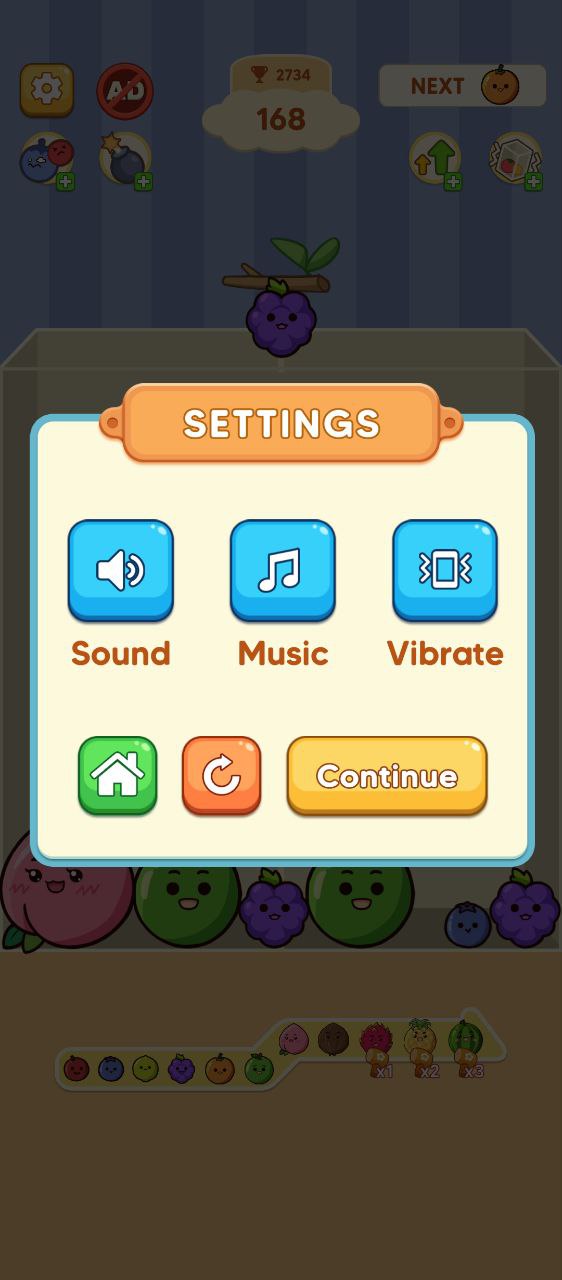 2734
AD
168
NEXT
SETTINGS
Sound
Music
Vibrate
Continue
x1
x2
x3